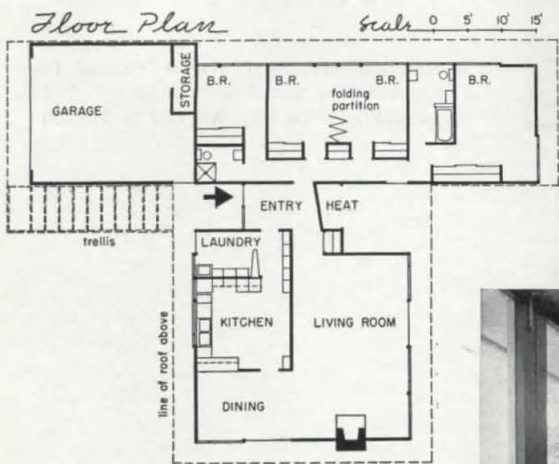 Floor Plan
Scale 0 5' 10' 15'
GARAGE
STORAGE
B.R. B.R. B.R. B.R.
folding
partition
trellis
ENTRY HEAT
LAUNDRY
KITCHEN
LIVING ROOM
DINING
line of roof above